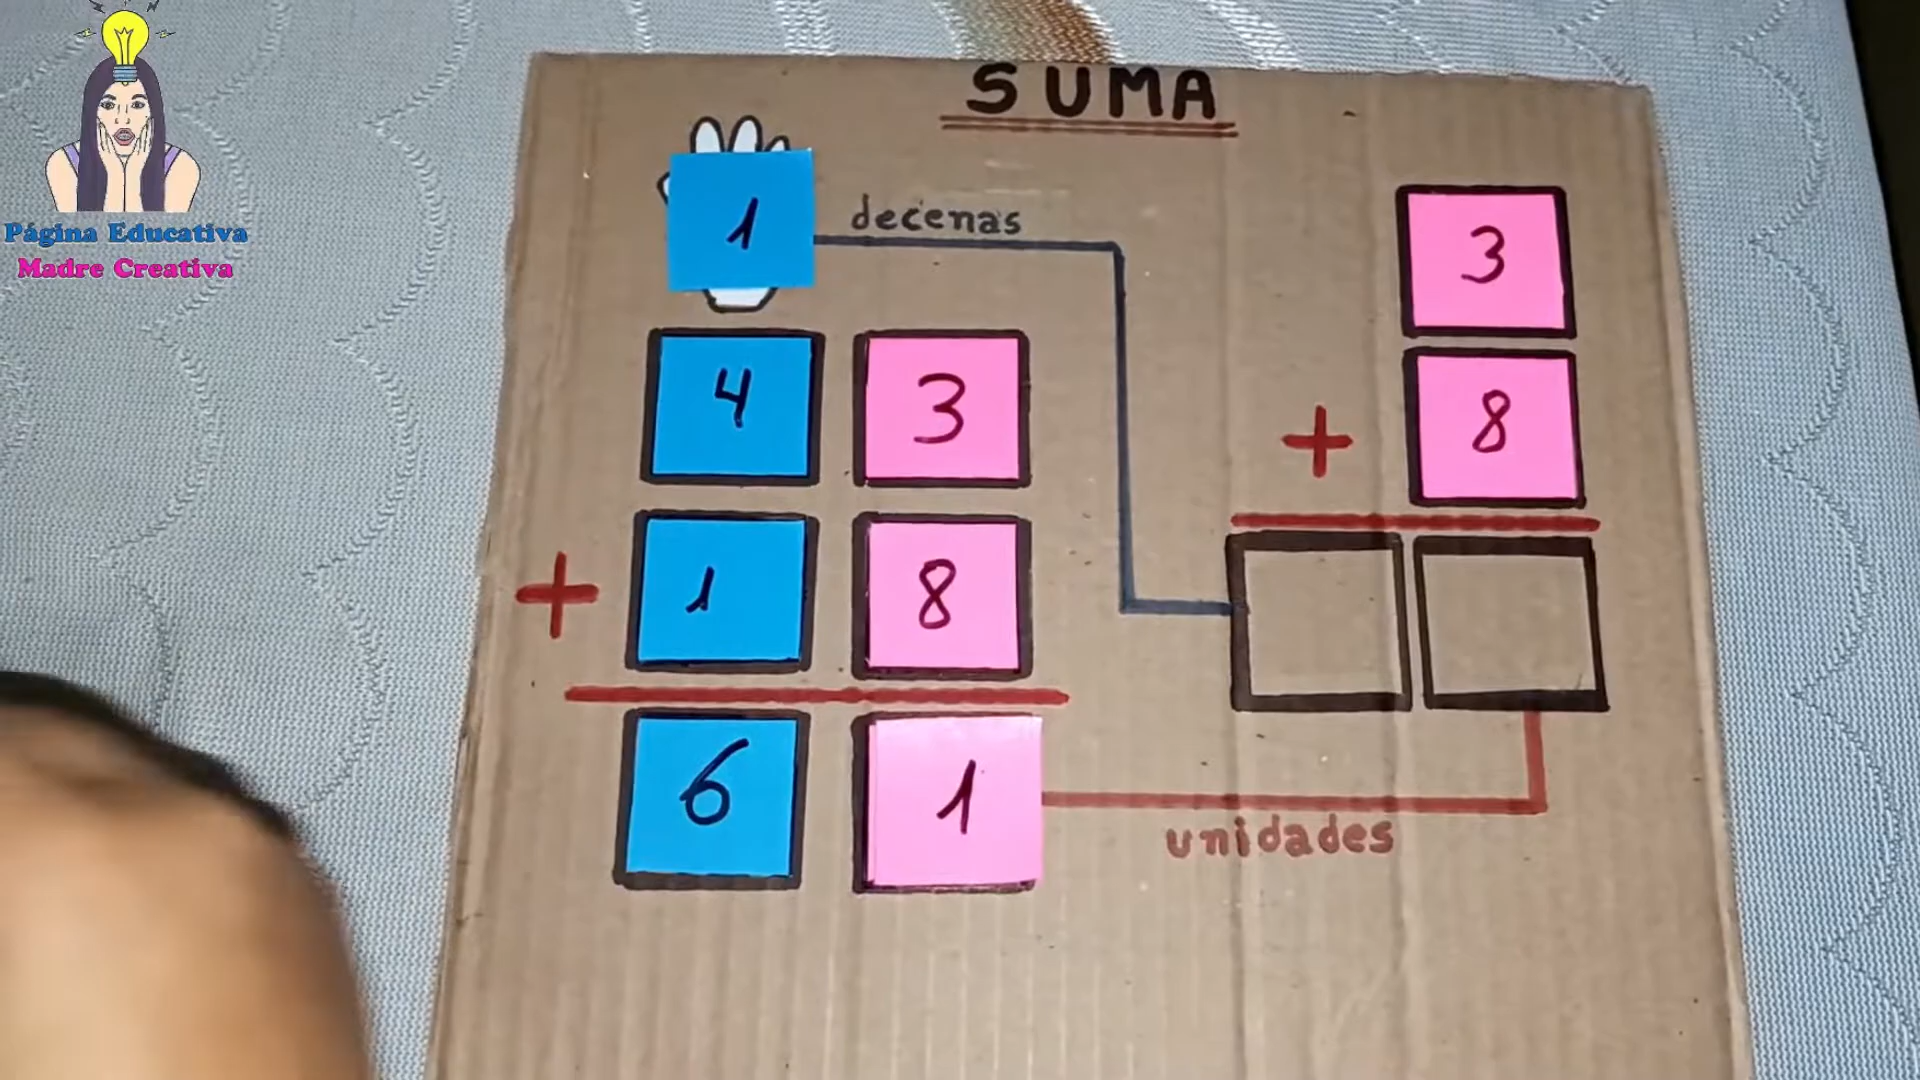 Página Educativa
Madre Creativa
SUMA
1 decenas
4 3
+ 1 8
6 1
3
+ 8
unidades